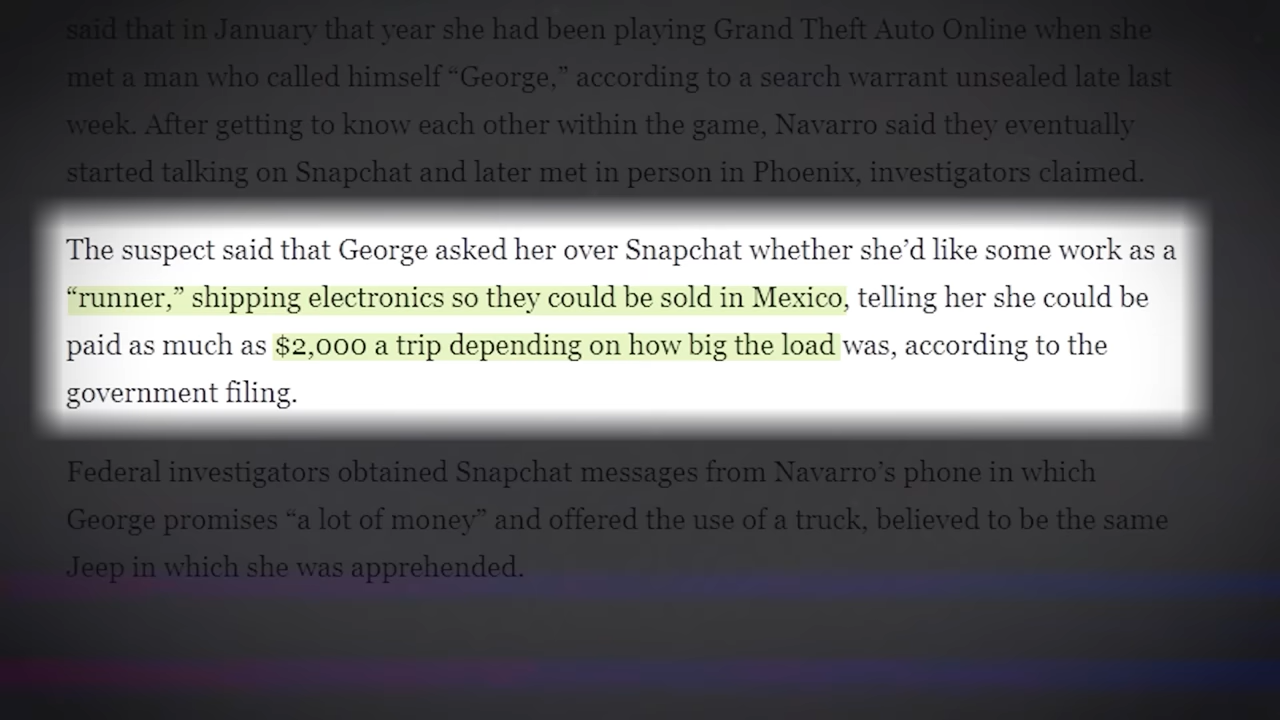 said that in January that year she had been playing Grand Theft Auto Online when she
met a man who called himself “George,” according to a search warrant unsealed late last
week. After getting to know each other within the game, Navarro said they eventually
started talking on Snapchat and later met in person in Phoenix, investigators claimed.
The suspect said that George asked her over Snapchat whether she’d like some work as a
“runner,” shipping electronics so they could be sold in Mexico, telling her she could be
paid as much as $2,000 a trip depending on how big the load was, according to the
government filing.
Federal investigators obtained Snapchat messages from Navarro’s phone in which
George promises “a lot of money” and offered the use of a truck, believed to be the same
Jeep in which she was apprehended.